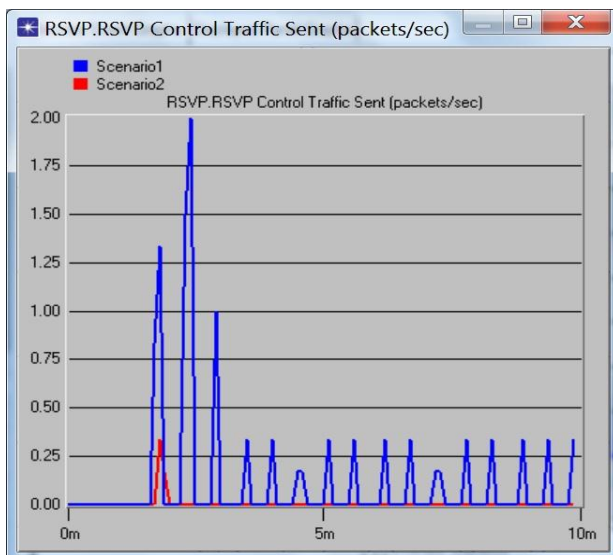 RSVP.RSVP Control Traffic Sent (packets/sec)
Scenario1
Scenario2
RSVP.RSVP Control Traffic Sent (packets/sec)
2.00
1.75
1.50
1.25
1.00
0.75
0.50
0.25
0.00
0m
5m
10m